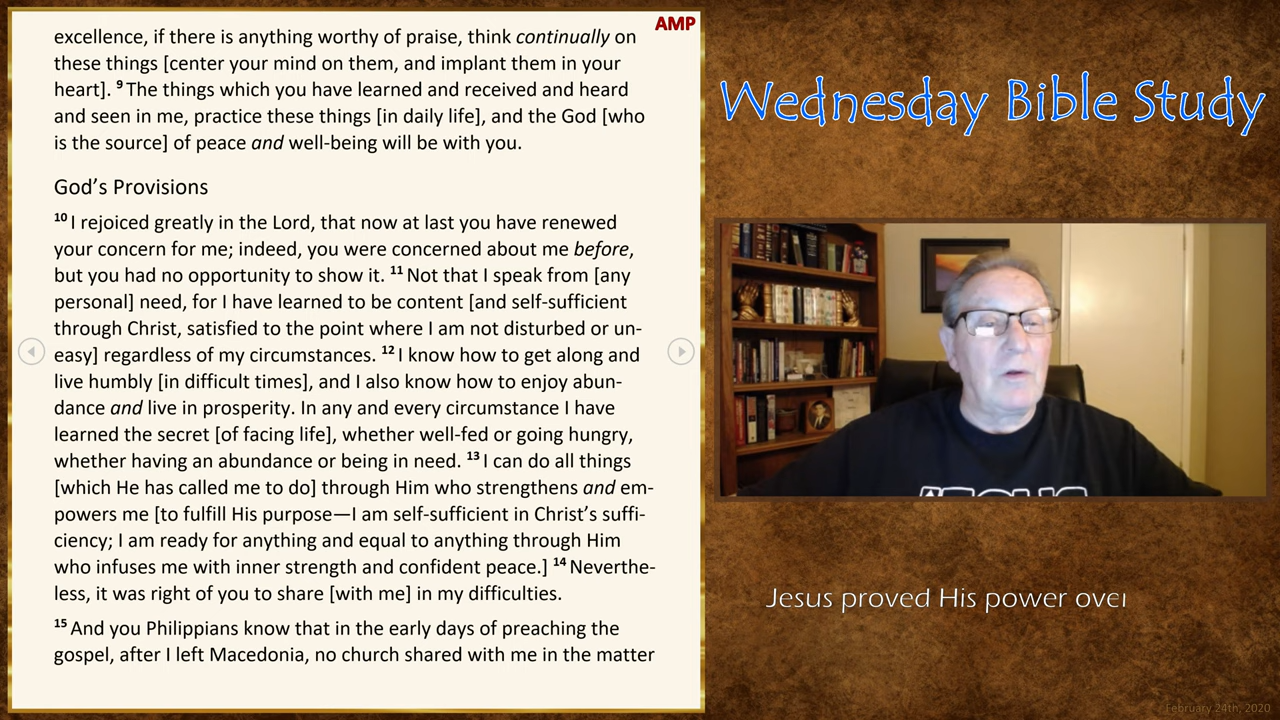 AMP
excellence, if there is anything worthy of praise, think continually on
these things [center your mind on them, and implant them in your
heart]. 9 The things which you have learned and received and heard
and seen in me, practice these things [in daily life], and the God [who
is the source] of peace and well-being will be with you.
God’s Provisions
10 I rejoiced greatly in the Lord, that now at last you have renewed
your concern for me; indeed, you were concerned about me before,
but you had no opportunity to show it. 11 Not that I speak from [any
personal] need, for I have learned to be content [and self-sufficient
through Christ, satisfied to the point where I am not disturbed or un-
easy] regardless of my circumstances. 12 I know how to get along and
live humbly [in difficult times], and I also know how to enjoy abun-
dance and live in prosperity. In any and every circumstance I have
learned the secret [of facing life], whether well-fed or going hungry,
whether having an abundance or being in need. 13 I can do all things
[which He has called me to do] through Him who strengthens and em-
powers me [to fulfill His purpose—I am self-sufficient in Christ’s suffi-
ciency; I am ready for anything and equal to anything through Him
who infuses me with inner strength and confident peace.] 14 Neverthe-
less, it was right of you to share [with me] in my difficulties.
15 And you Philippians know that in the early days of preaching the
gospel, after I left Macedonia, no church shared with me in the matter
Wednesday Bible Study
JESUS
Jesus proved His power over
February 24th, 2020